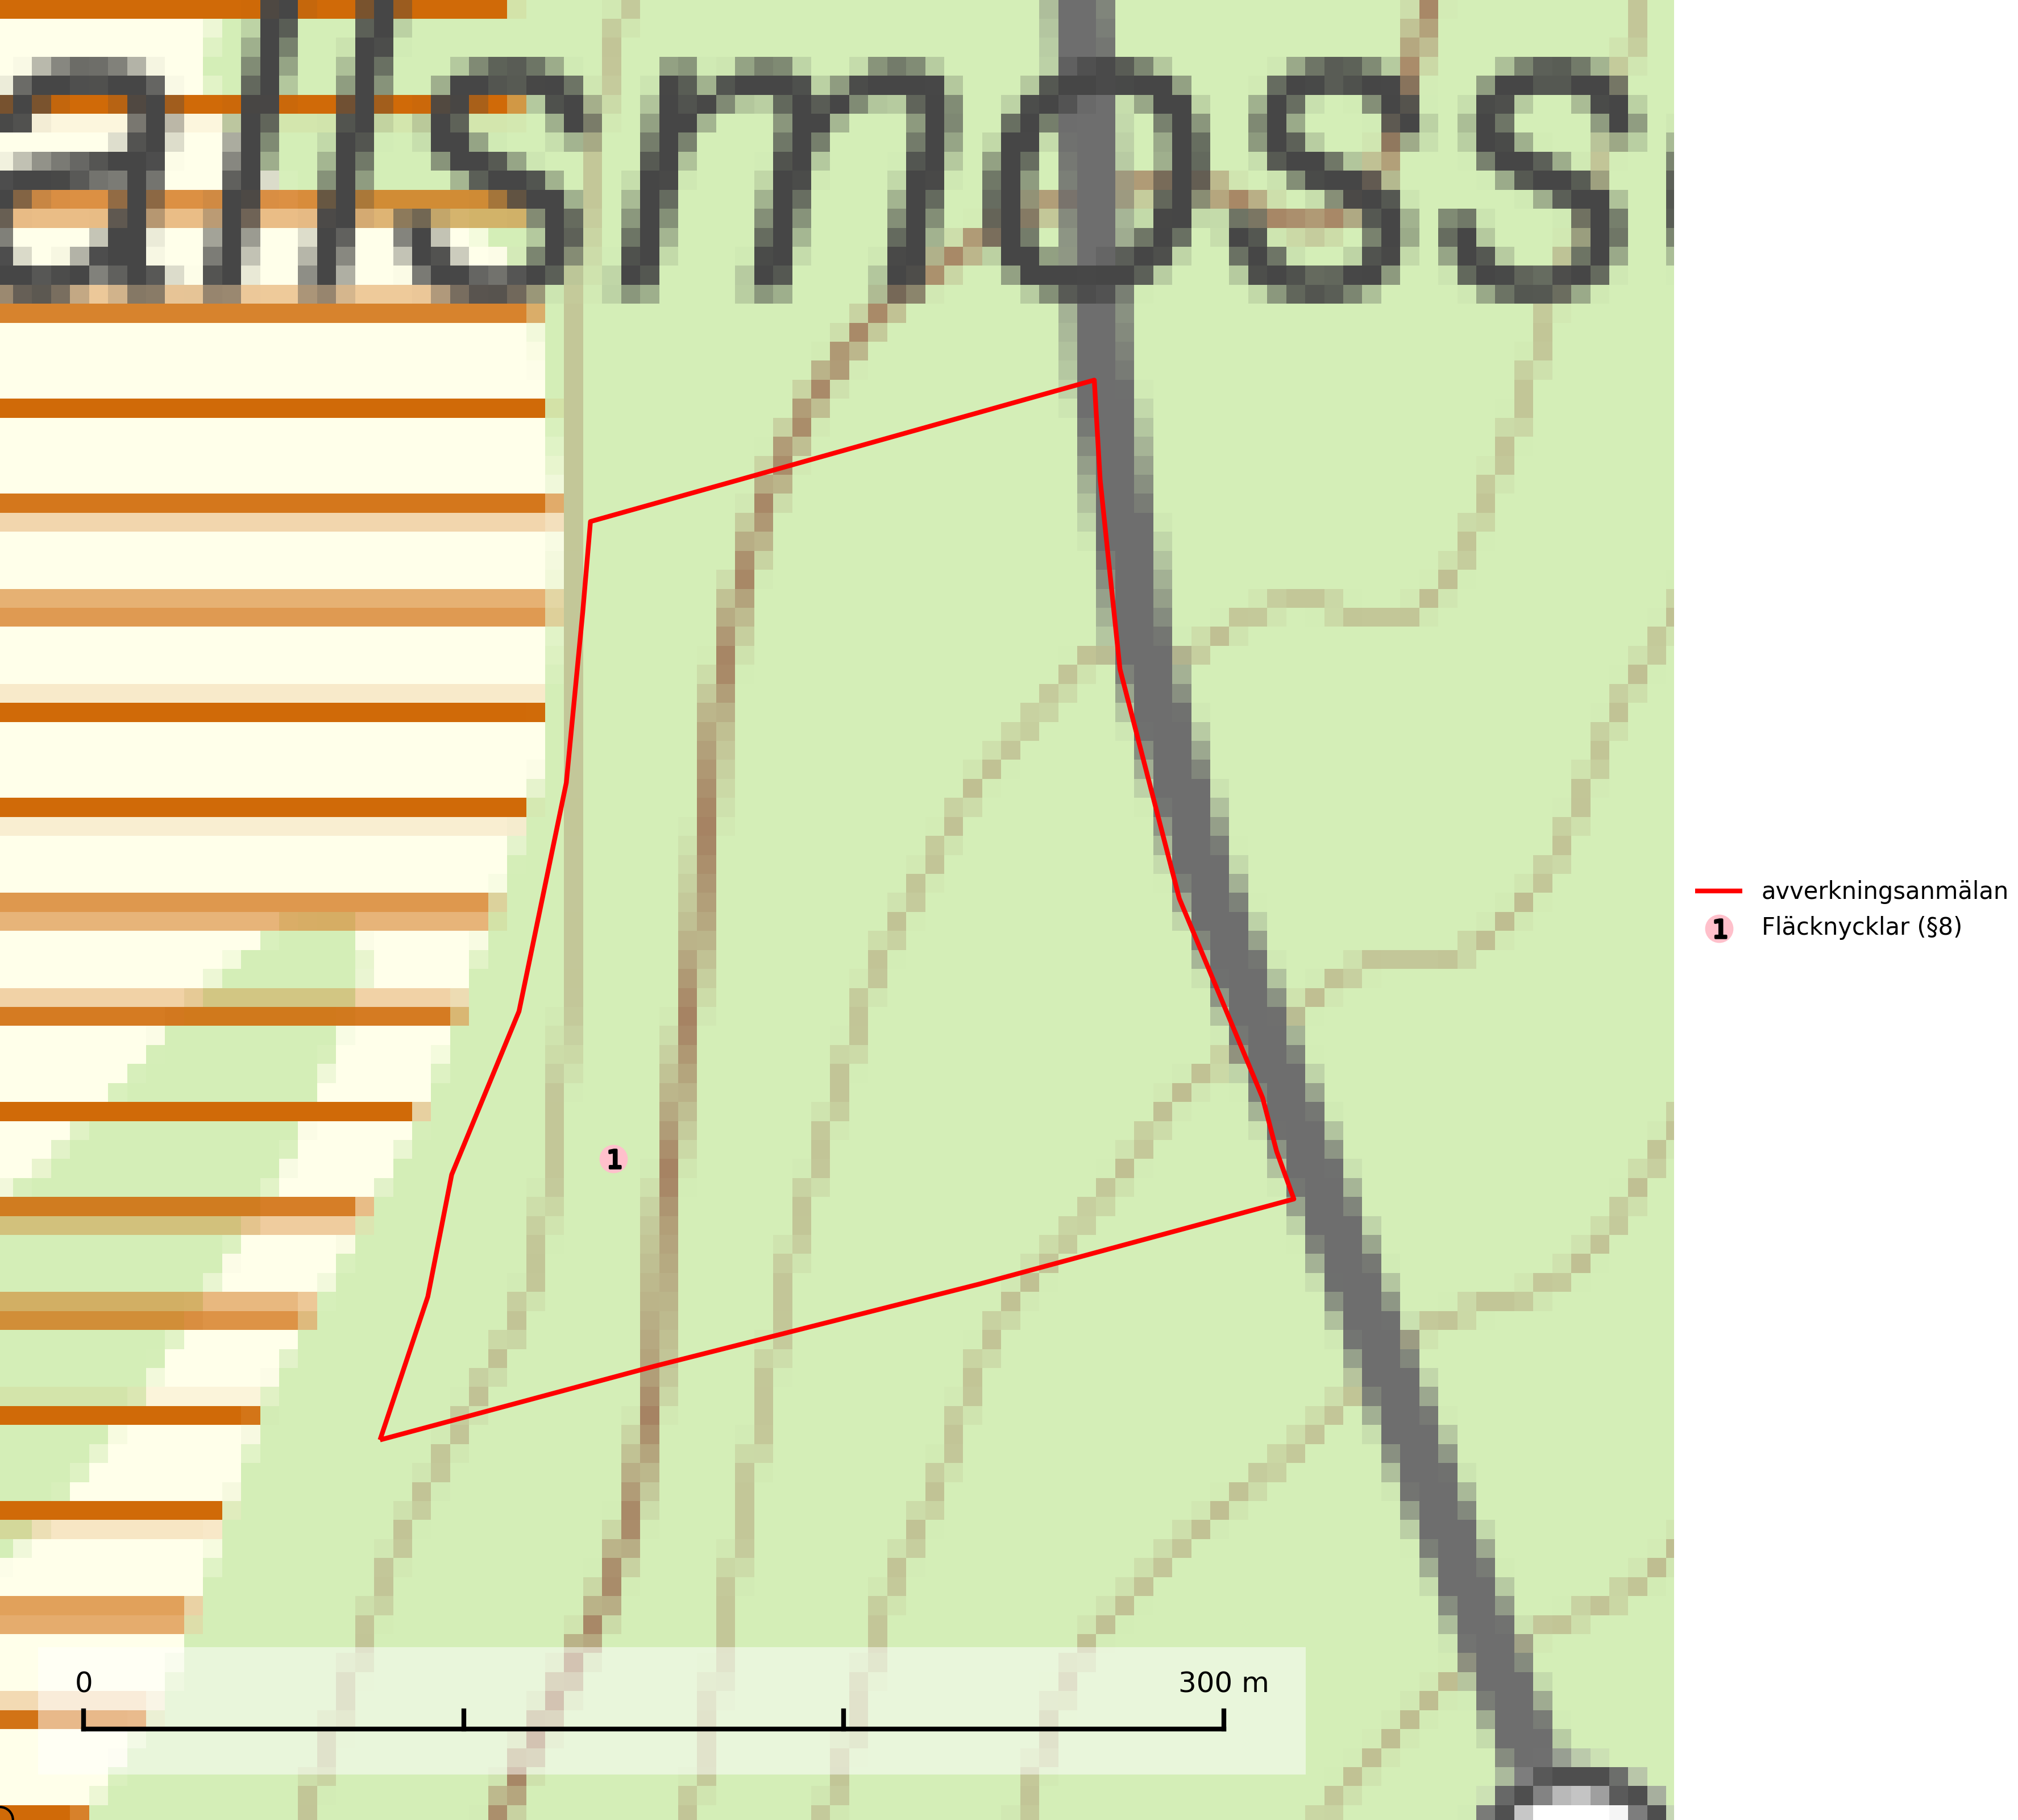 allsmoss
avverkningsanmälan
1 Fläcknycklar (§8)
1
0 300 m